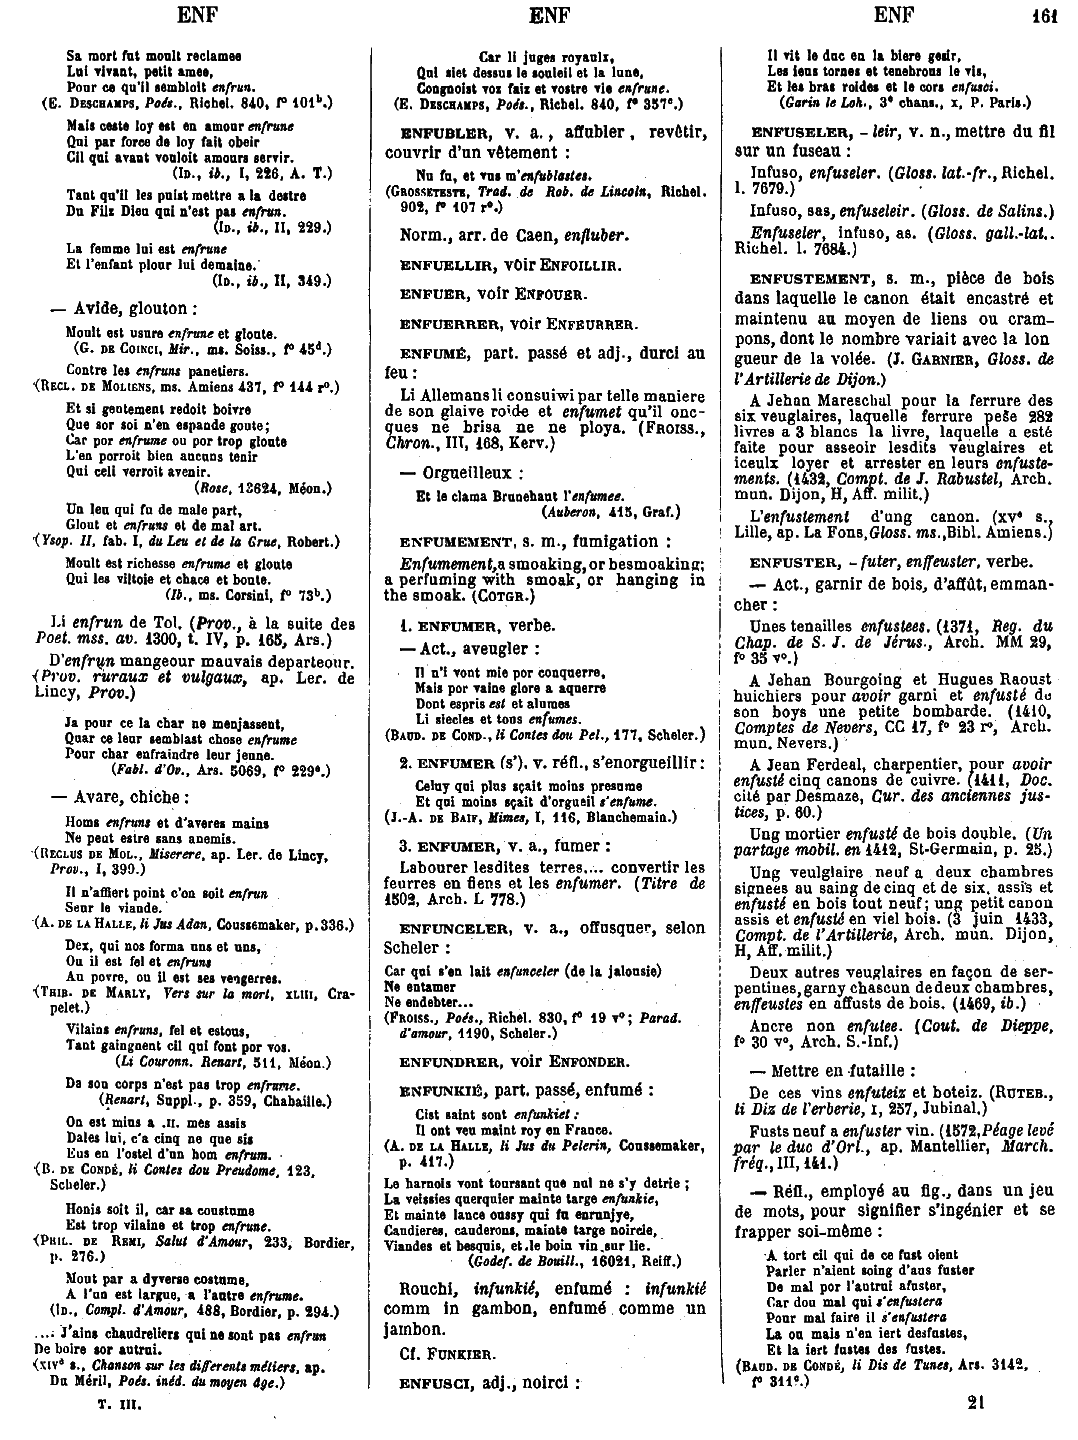 ENF
ENF
ENF
161
Sa mort fut moult reclamee
Lui vivant, petit amee,
Pour ce qu'il sembloit enfrun.
(E. DESCHAMPS, Poés., Richel. 840, fº 101ᵇ.)
Mais ceste loy est en amour enfrune
Qui par force de loy fait obeir
Cil qui avant vouloit amours servir.
(ID., ib., I, 226, A. T.)
Tant qu'il les puist mettre a la destre
Du Filz Dieu qui n'est pas enfrun.
(ID., ib., II, 229.)
La femme lui est enfrune
Et l'enfant plour lui demaine.
(ID., ib., II, 349.)
— Avide, glouton :
Moult est usure enfrune et gloute.
(G. DE COINCI, Mir., ms. Soiss., fº 45ᵈ.)
Contre les enfruns panetiers.
(RECL. DE MOLIENS, ms. Amiens 437, fº 144 rº.)
Et si gentement redoit boivre
Que sor soi n'en espande goute;
Car por enfrume ou por trop gloute
L'en porroit bien aucuns tenir
Qui ceil verroit avenir.
(Rose, 13624, Méon.)
Un leu qui fu de male part,
Glout et enfruns et de mal art.
(Ysop. II, fab. I, du Leu et de la Grue, Robert.)
Moult est richesse enfrume et gloute
Qui les viltoie et chace et boute.
(Ib., ms. Corsini, fº 73ᵇ.)
Li enfrun de Tol. (Prov., à la suite des
Poet. mss. av. 1300, t. IV, p. 165, Ars.)
D'enfrun mangeour mauvais departeour.
(Prov. ruraux et vulgaux, ap. Ler. de
Lincy, Prov.)
Ja pour ce la char ne menjassent,
Quar ce leur semblast chose enfrume
Pour char enfraindre leur jeune.
(Fabl. d'Ov., Ars. 5069, fº 229ᵃ.)
— Avare, chiche :
Homs enfruns et d'averes mains
Ne peut estre sans anemis.
(RECLUS DE MOL., Miserere, ap. Ler. de Lincy,
Prov., I, 399.)
Il n'affiert point c'on soit enfrun
Seur le viande.
(A. DE LA HALLE, li Jus Adan, Coussemaker, p. 336.)
Dex, qui nos forma uns et uns,
Ou il est fel et enfruns
Au povre, ou il est ses vengerres.
(THIB. DE MARLY, Vers sur la mort, XLIII, Cra-
pelet.)
Vilains enfruns, fel et estous,
Tant gaingnent cil qui font por vos.
(Li Couronn. Renart, 511, Méon.)
De son corps n'est pas trop enfrume.
(Renart, Suppl., p. 359, Chabaille.)
On est mius a .II. mes assis
Dales lui, c'a cinq ne que sis
Eus en l'ostel d'un hom enfrum.
(B. DE CONDÉ, li Contes dou Preudome, 123,
Scheler.)
Honis soit il, car sa coustume
Est trop vilaine et trop enfrune.
(PHIL. DE REMI, Salut d'Amour, 233, Bordier,
p. 276.)
Mout par a dyverse costume,
A l'un est largue, a l'autre enfrume.
(ID., Compl. d'Amour, 488, Bordier, p. 294.)
....: J'ains chaudreliers qui ne sont pas enfrun
De boire sor autrui.
(XIVᵉ s., Chanson sur les differents métiers, ap.
Du Méril, Poés. inéd. du moyen âge.)
T. III.
Car li juges royaulx,
Qui siet dessus le souleil et la lune,
Congnoist voz faiz et vostre vie enfrune.
(E. DESCHAMPS, Poés., Richel. 840, fº 357ᶜ.)
ENFUBLER, v. a., affubler, revêtir,
couvrir d'un vêtement :
Nu fu, et vus m'enfublastes.
(GROSSETESTE, Trad. de Rob. de Lincoln, Richel.
902, fº 107 rº.)
Norm., arr. de Caen, enfluber.
ENFUELLIR, voir ENFOILLIR.
ENFUER, voir ENFOUER.
ENFUERRER, voir ENFEURRER.
ENFUMÉ, part. passé et adj., durci au
feu :
Li Allemans li consuiwi par telle maniere
de son glaive roide et enfumet qu'il onc-
ques ne brisa ne ne ploya. (FROISS.,
Chron., III, 168, Kerv.)
— Orgueilleux :
Et le clama Brunehaut l'enfumee.
(Auberon, 415, Graf.)
ENFUMEMENT, s. m., fumigation :
Enfumement, a smoaking, or besmoaking;
a perfuming with smoak, or hanging in
the smoak. (COTGR.)
1. ENFUMER, verbe.
— Act., aveugler :
Il n'i vont mie por conquerre,
Mais por vaine glore a aquerre
Dont espris est et alumes
Li siecles et tous enfumes.
(BAUD. DE COND., li Contes dou Pel., 177, Scheler.)
2. ENFUMER (s'). v. réfl., s'enorgueillir :
Celuy qui plus sçait moins presume
Et qui moins sçait d'orgueil s'enfume.
(J.-A. DE BAIF, Mimes, I, 116, Blanchemain.)
3. ENFUMER, v. a., fumer :
Labourer lesdites terres.... convertir les
feurres en fiens et les enfumer. (Titre de
1502, Arch. L 778.)
ENFUNCELER, v. a., offusquer, selon
Scheler :
Car qui s'en lait enfunceler (de la jalousie)
Ne entamer
Ne endebter...
(FROISS., Poés., Richel. 830, fº 19 vº; Parad.
d'amour, 1190, Scheler.)
ENFUNDRER, voir ENFONDER.
ENFUNKIÉ, part. passé, enfumé :
Cist saint sont enfunkiet :
Il ont veu maint roy en France.
(A. DE LA HALLE, li Jus du Pelerin, Coussemaker,
p. 417.)
Le harnois vont toursant que nul ne s'y detrie ;
La veissies querquier mainte targe enfunkie,
Et mainte lance oussy qui fu enrunjye,
Caudieres, cauderons, mainte targe noircie,
Viandes et besquis, et le boin vin sur lie.
(Godef. de Bouill., 16021, Reiff.)
Rouchi, infunkié, enfumé : infunkié
comm in gambon, enfumé comme un
jambon.
Cf. FUNKIER.
ENFUSCI, adj., noirci :
Il vit le duc en la biere gesir,
Les iens tornes et tenebrous le vis,
Et les bras roides et le cors enfusci.
(Garin le Loh., 3ᵉ chans., X, P. Paris.)
ENFUSELER, - leir, v. n., mettre du fil
sur un fuseau :
Infuso, enfuseler. (Gloss. lat.-fr., Richel.
l. 7679.)
Infuso, sas, enfuseleir. (Gloss. de Salins.)
Enfuseler, infuso, as. (Gloss. gall.-lat.,
Richel. l. 7684.)
ENFUSTEMENT, s. m., pièce de bois
dans laquelle le canon était encastré et
maintenu au moyen de liens ou cram-
pons, dont le nombre variait avec la lon
gueur de la volée. (J. GARNIER, Gloss. de
l'Artillerie de Dijon.)
A Jehan Mareschul pour la ferrure des
six veuglaires, laquelle ferrure pese 282
livres a 3 blancs la livre, laquelle a esté
faite pour asseoir lesdits veuglaires et
iceulx loyer et arrester en leurs enfuste-
ments. (1432, Compt. de J. Rabustel, Arch.
mun. Dijon, H, Aff. milit.)
L'enfustement d'ung canon. (XVᵉ s.,
Lille, ap. La Fons, Gloss. ms., Bibl. Amiens.)
ENFUSTER, - futer, enffeuster, verbe.
— Act., garnir de bois, d'affût, emman-
cher :
Unes tenailles enfustees. (1371, Reg. du
Chap. de S. J. de Jérus., Arch. MM 29,
fº 35 vº.)
A Jehan Bourgoing et Hugues Raoust
huichiers pour avoir garni et enfusté de
son boys une petite bombarde. (1410,
Comptes de Nevers, CC 17, fº 23 rº, Arch.
mun. Nevers.)
A Jean Ferdeal, charpentier, pour avoir
enfusté cinq canons de cuivre. (1411, Doc.
cité par Desmaze, Cur. des anciennes jus-
tices, p. 60.)
Ung mortier enfusté de bois double. (Un
partage mobil. en 1412, St-Germain, p. 25.)
Ung veulglaire neuf a deux chambres
signees au saing de cinq et de six, assis et
enfusté en bois tout neuf; ung petit canon
assis et enfusté en viel bois. (3 juin 1433,
Compt. de l'Artillerie, Arch. mun. Dijon,
H, Aff. milit.)
Deux autres veuglaires en façon de ser-
pentines, garny chascun de deux chambres,
enffeustes en affusts de bois. (1469, ib.)
Ancre non enfutee. (Cout. de Dieppe,
fº 30 vº, Arch. S.-Inf.)
— Mettre en futaille :
De ces vins enfuteiz et boteiz. (RUTEB.,
li Diz de l'erberie, I, 257, Jubinal.)
Fusts neuf a enfuster vin. (1572, Péage levé
par le duc d'Orl., ap. Mantellier, March.
fréq., III, 141.)
— Réfl., employé au fig., dans un jeu
de mots, pour signifier s'ingénier et se
frapper soi-même :
A tort cil qui de ce fust olent
Parler n'aient soing d'aus fuster
De mal por l'autrui afuster,
Car dou mal qui s'enfustera
Pour mal faire il s'enfustera
La ou mais n'en iert desfustes,
Et la iert fustes des fustes.
(BAUD. DE CONDÉ, li Dis de Tunes, Ars. 3142,
fº 311ᶜ.)
21